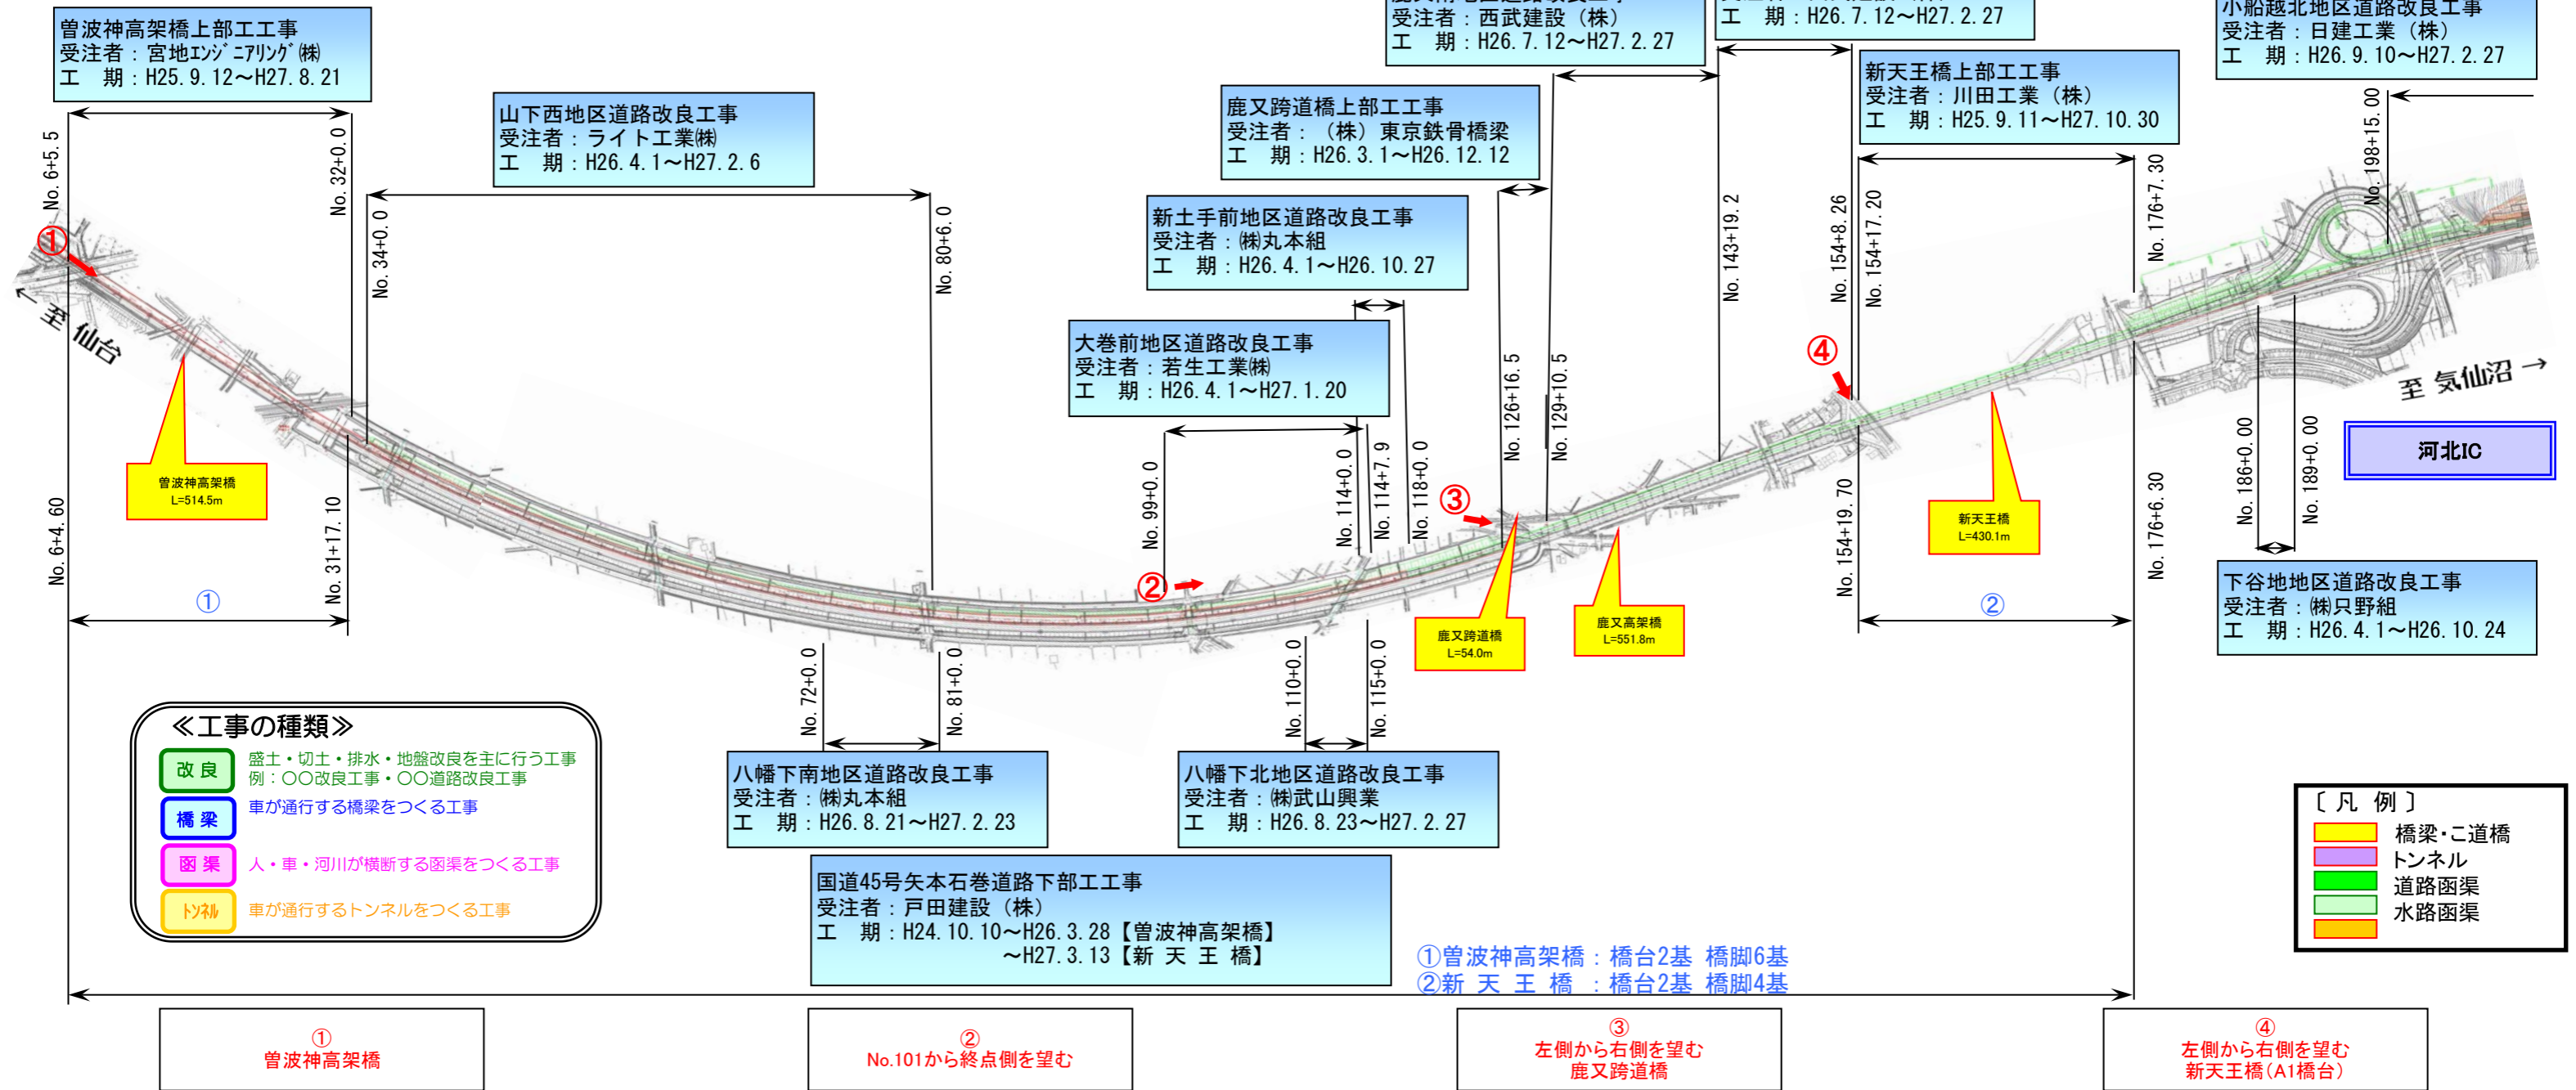 曽波神高架橋上部工工事
受注者：宮地ｴﾝｼﾞﾆｱﾘﾝｸﾞ㈱
工　期：H25.9.12～H27.8.21
山下西地区道路改良工事
受注者：ライト工業㈱
工　期：H26.4.1～H27.2.6
受注者：西武建設（株）
工　期：H26.7.12～H27.2.27
工　期：H26.7.12～H27.2.27
小船越北地区道路改良工事
受注者：日建工業（株）
工　期：H26.9.10～H27.2.27
鹿又跨道橋上部工工事
受注者：（株）東京鉄骨橋梁
工　期：H26.3.1～H26.12.12
新天王橋上部工工事
受注者：川田工業（株）
工　期：H25.9.11～H27.10.30
新土手前地区道路改良工事
受注者：㈱丸本組
工　期：H26.4.1～H26.10.27
大巻前地区道路改良工事
受注者：若生工業㈱
工　期：H26.4.1～H27.1.20
No.6+5.5
No.32+0.0
No.34+0.0
No.80+6.0
No.99+0.0
No.114+0.0
No.114+7.9
No.118+0.0
No.126+16.5
No.129+10.5
No.143+19.2
No.154+8.26
No.154+17.20
No.176+7.30
No.198+15.00
①
②
③
④
← 至 仙台
至 気仙沼 →
河北IC
曽波神高架橋
L=514.5m
鹿又跨道橋
L=54.0m
鹿又高架橋
L=551.8m
新天王橋
L=430.1m
No.6+4.60
①
No.31+17.10
No.72+0.0
No.81+0.0
No.110+0.0
No.115+0.0
No.154+19.70
②
No.176+6.30
No.186+0.00
No.189+0.00
下谷地地区道路改良工事
受注者：㈱只野組
工　期：H26.4.1～H26.10.24
八幡下南地区道路改良工事
受注者：㈱丸本組
工　期：H26.8.21～H27.2.23
八幡下北地区道路改良工事
受注者：㈱武山興業
工　期：H26.8.23～H27.2.27
国道45号矢本石巻道路下部工工事
受注者：戸田建設（株）
工　期：H24.10.10～H26.3.28【曽波神高架橋】
～H27.3.13【新 天 王 橋】
①曽波神高架橋：橋台2基 橋脚6基
②新 天 王 橋 ：橋台2基 橋脚4基
≪工事の種類≫
改 良 盛土・切土・排水・地盤改良を主に行う工事
例：〇〇改良工事・〇〇道路改良工事
橋 梁 車が通行する橋梁をつくる工事
函 渠 人・車・河川が横断する函渠をつくる工事
ﾄﾝﾈﾙ 車が通行するトンネルをつくる工事
〔 凡 例 〕
橋梁・こ道橋
トンネル
道路函渠
水路函渠
①
曽波神高架橋
②
No.101から終点側を望む
③
左側から右側を望む
鹿又跨道橋
④
左側から右側を望む
新天王橋（A1橋台）